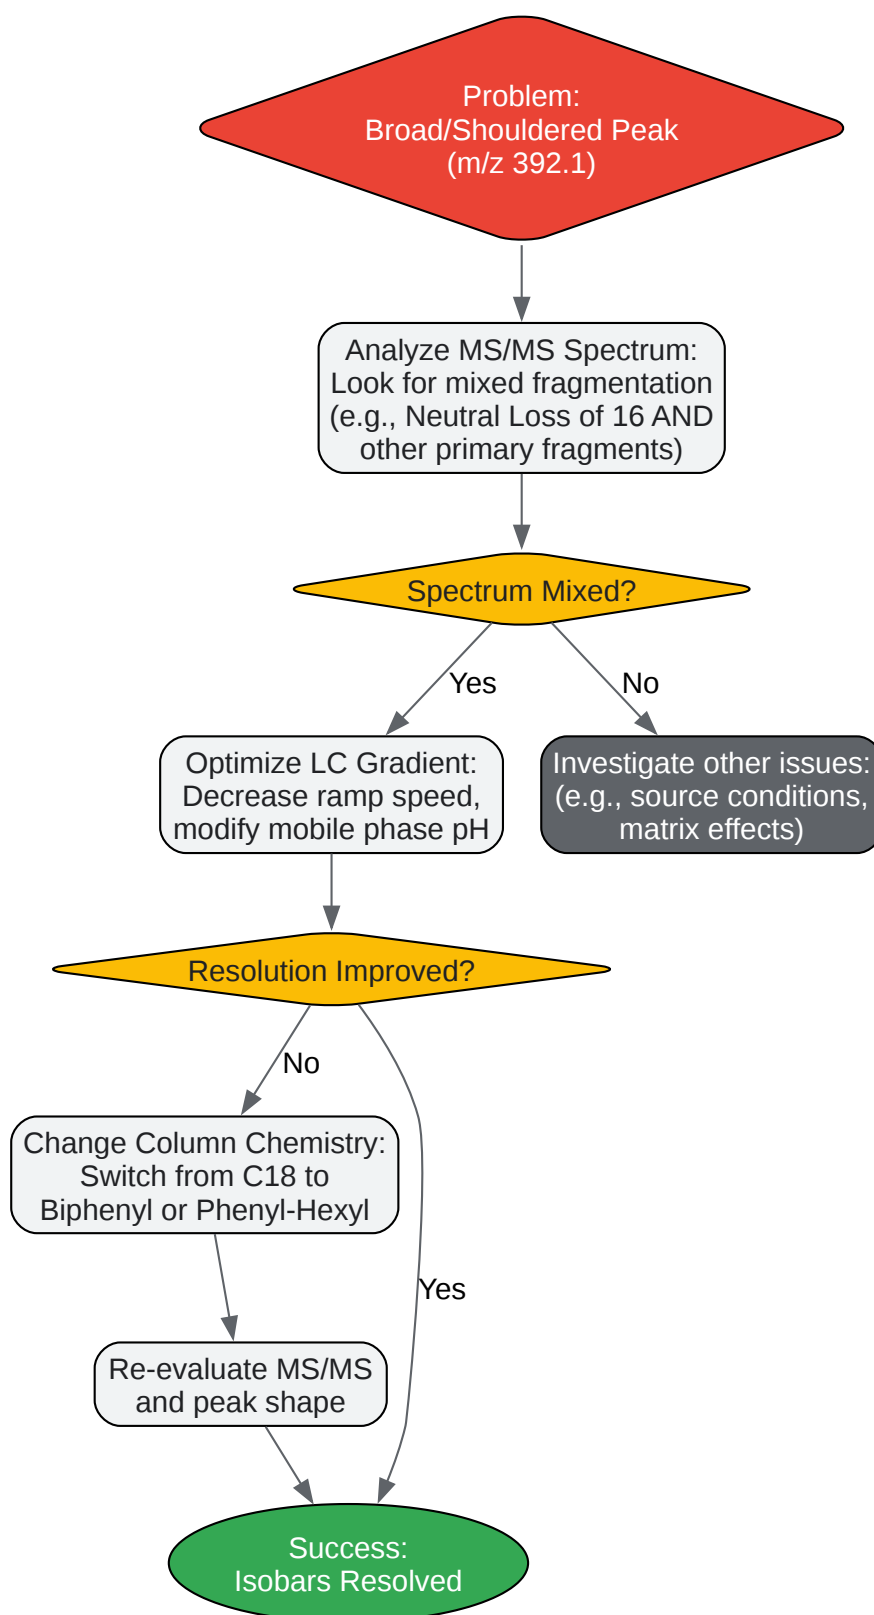 Problem:
Broad/Shouldered Peak
(m/z 392.1)
Analyze MS/MS Spectrum:
Look for mixed fragmentation
(e.g., Neutral Loss of 16 AND
other primary fragments)
Spectrum Mixed?
Yes
No
Optimize LC Gradient:
Decrease ramp speed,
modify mobile phase pH
Investigate other issues:
(e.g., source conditions,
matrix effects)
Resolution Improved?
No
Change Column Chemistry:
Switch from C18 to
Biphenyl or Phenyl-Hexyl
Yes
Re-evaluate MS/MS
and peak shape
Success:
Isobars Resolved